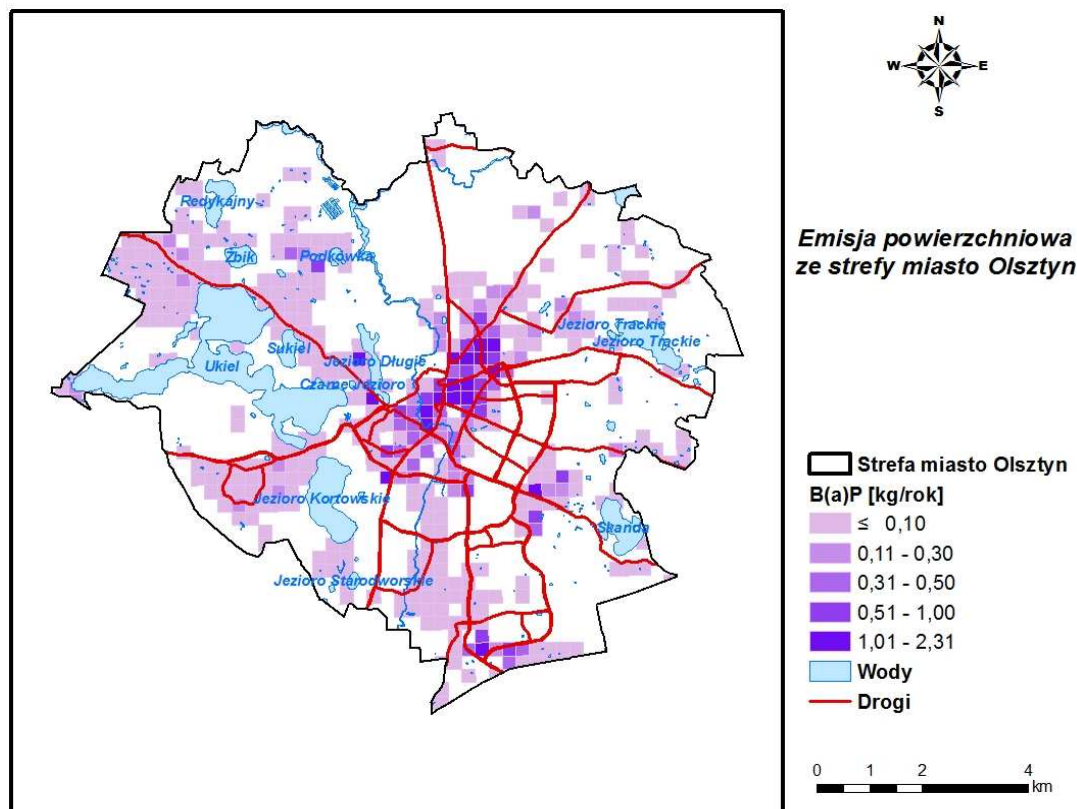 N
W E
S
Emisja powierzchniowa
ze strefy miasto Olsztyn
Redykajny
Żbik
Podkówka
Jezioro Trackie
Jezioro Trackie
Sukiel
Jezioro Długie
Ukiel
Czarne Jezioro
Jezioro Kortowskie
Skanda
Jezioro Starodworskie
Strefa miasto Olsztyn
B(a)P [kg/rok]
≤ 0,10
0,11 - 0,30
0,31 - 0,50
0,51 - 1,00
1,01 - 2,31
Wody
Drogi
0 1 2 4
km